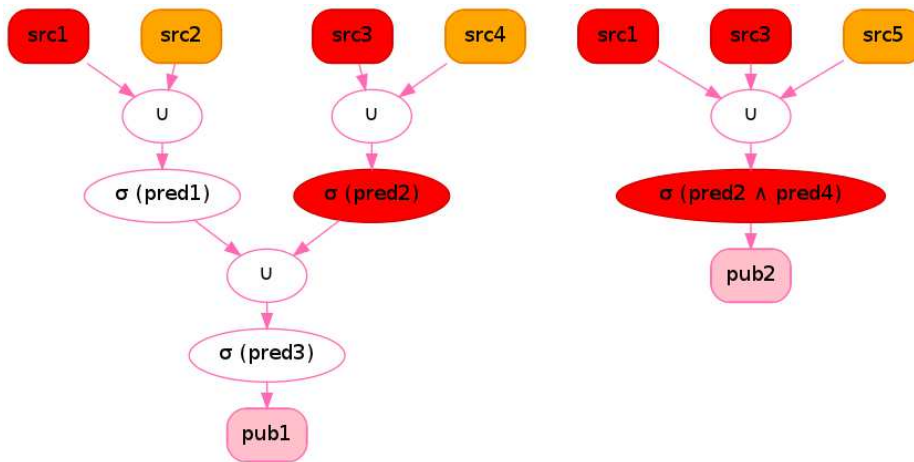 src1 src2 src3 src4 src1 src3 src5
∪ ∪ ∪
σ (pred1) σ (pred2) σ (pred2 ∧ pred4)
∪ pub2
σ (pred3)
pub1